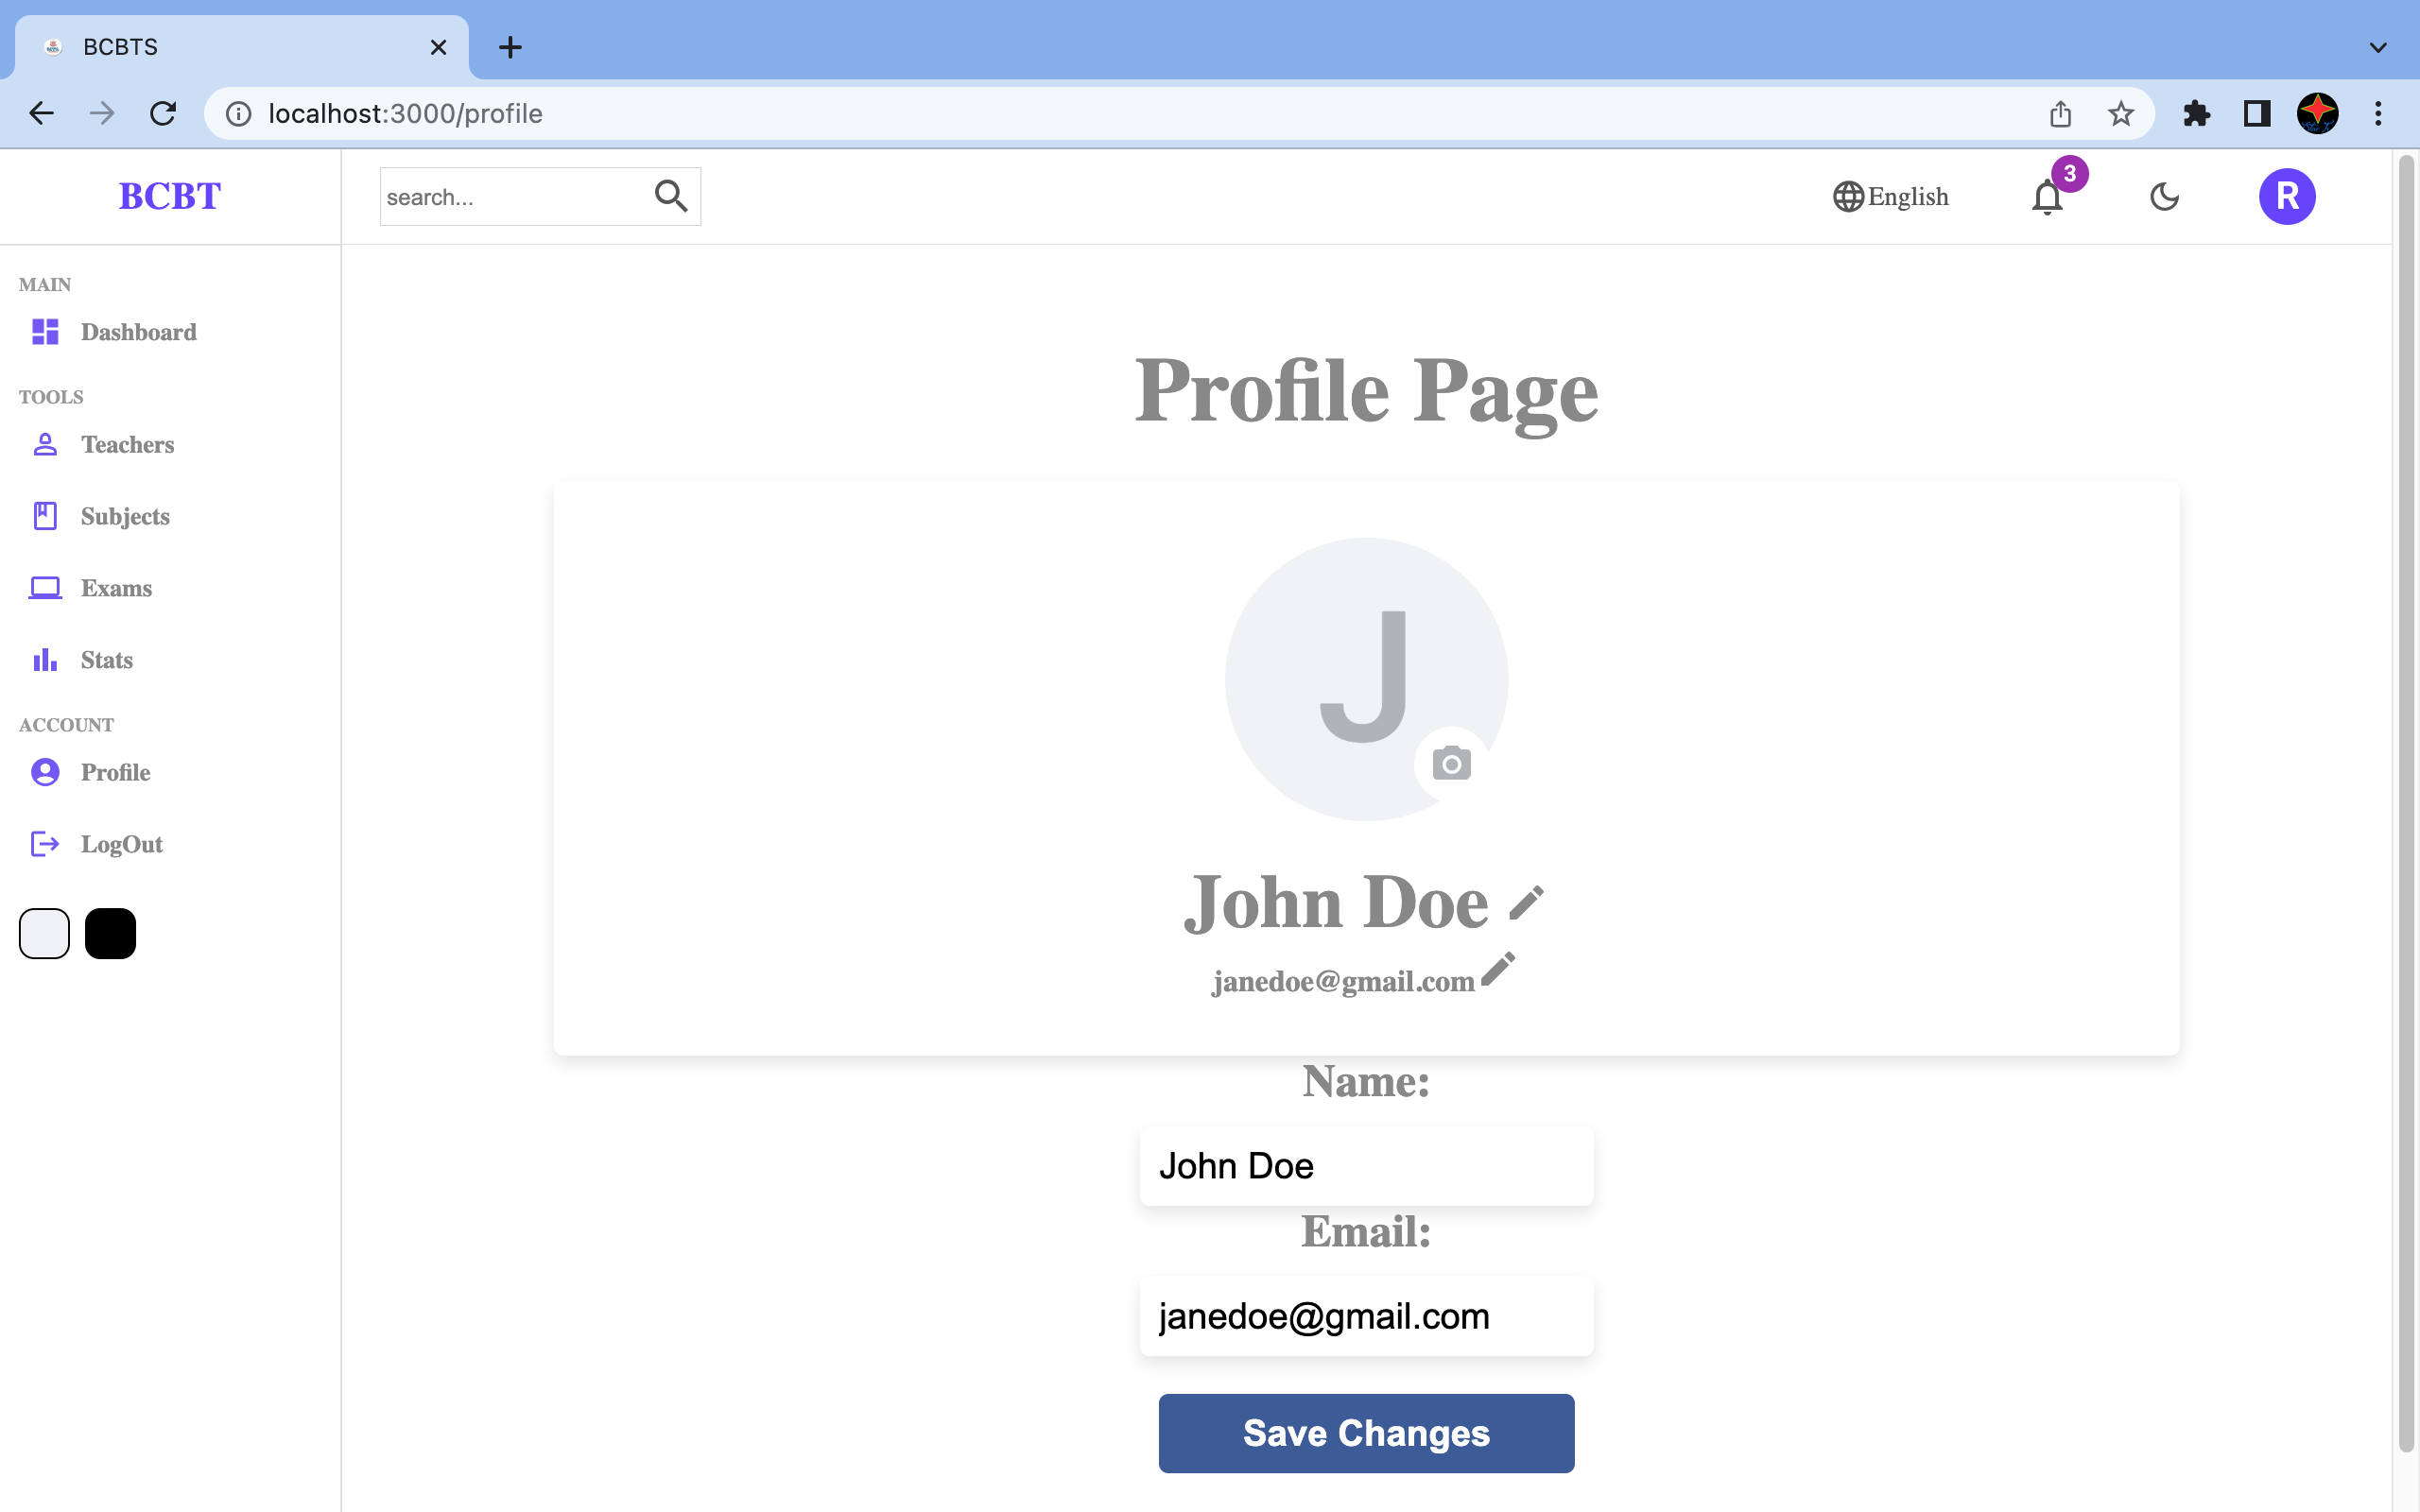 BCBTS
localhost:3000/profile
BCBT
search...
English
3
R
MAIN
Dashboard
TOOLS
Teachers
Subjects
Exams
Stats
ACCOUNT
Profile
LogOut
Profile Page
J
John Doe
janedoe@gmail.com
Name:
John Doe
Email:
janedoe@gmail.com
Save Changes